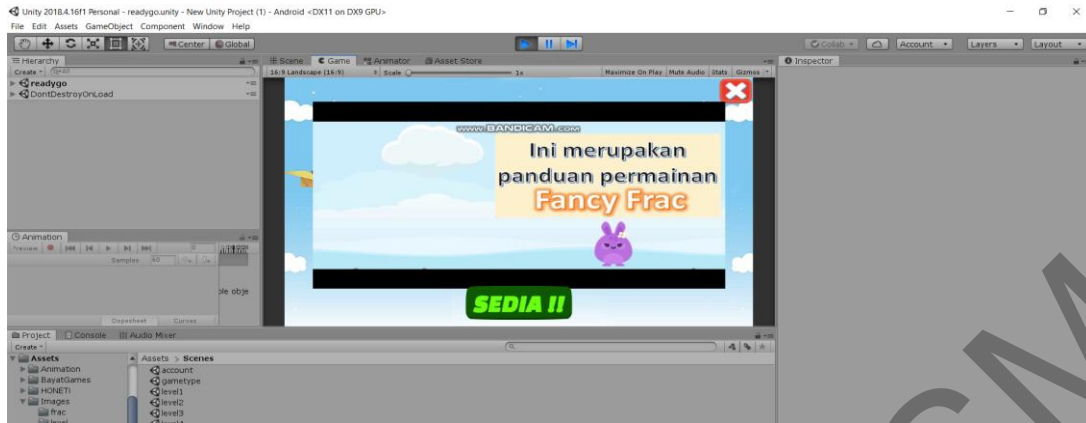 Unity 2018.4.16f1 Personal - readygo.unity - New Unity Project (1) - Android <DX11 on DX9 GPU>
File Edit Assets GameObject Component Window Help
Center Global
Collab Account Layers Layout
Hierarchy
Create
readygo
DontDestroyOnLoad
Scene Game Animator Asset Store
16:9 Landscape (16:9) Scale 1x Maximize On Play Mute Audio Stats Gizmos
Inspector
www.BANDICAM.com
Ini merupakan
panduan permainan
Fancy Frac
SEDIA !!
Animation
Preview
Samples 60
ble obje
Dopesheet Curves
Project Console Audio Mixer
Create
Assets
Animation
BayatGames
HONETi
Images
frac
level
Assets > Scenes
account
gametype
level1
level2
level3
CM